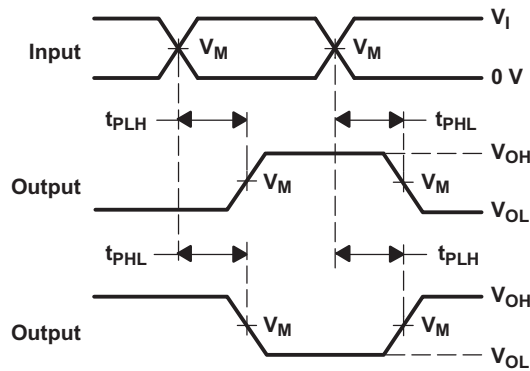 V_I
Input V_M V_M
0 V
t_PLH t_PHL
V_OH
Output V_M V_M
V_OL
t_PHL t_PLH
V_OH
Output V_M V_M
V_OL